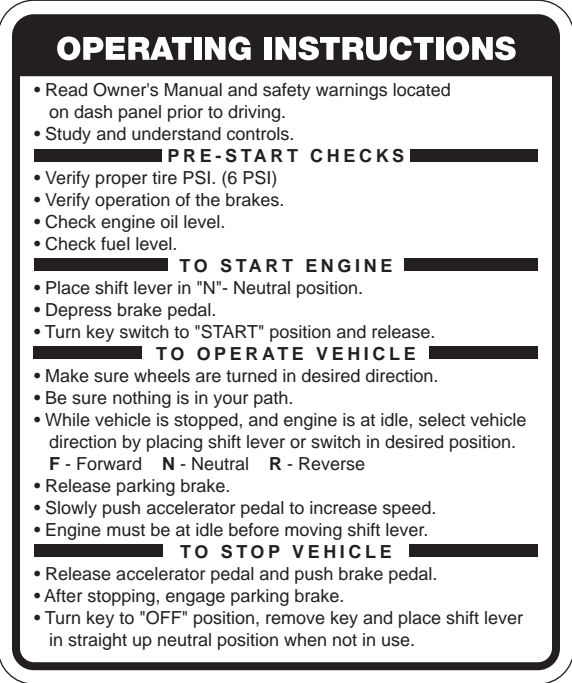 OPERATING INSTRUCTIONS
• Read Owner's Manual and safety warnings located
on dash panel prior to driving.
• Study and understand controls.
PRE-START CHECKS
• Verify proper tire PSI. (6 PSI)
• Verify operation of the brakes.
• Check engine oil level.
• Check fuel level.
TO START ENGINE
• Place shift lever in "N"- Neutral position.
• Depress brake pedal.
• Turn key switch to "START" position and release.
TO OPERATE VEHICLE
• Make sure wheels are turned in desired direction.
• Be sure nothing is in your path.
• While vehicle is stopped, and engine is at idle, select vehicle
direction by placing shift lever or switch in desired position.
F - Forward N - Neutral R - Reverse
• Release parking brake.
• Slowly push accelerator pedal to increase speed.
• Engine must be at idle before moving shift lever.
TO STOP VEHICLE
• Release accelerator pedal and push brake pedal.
• After stopping, engage parking brake.
• Turn key to "OFF" position, remove key and place shift lever
in straight up neutral position when not in use.